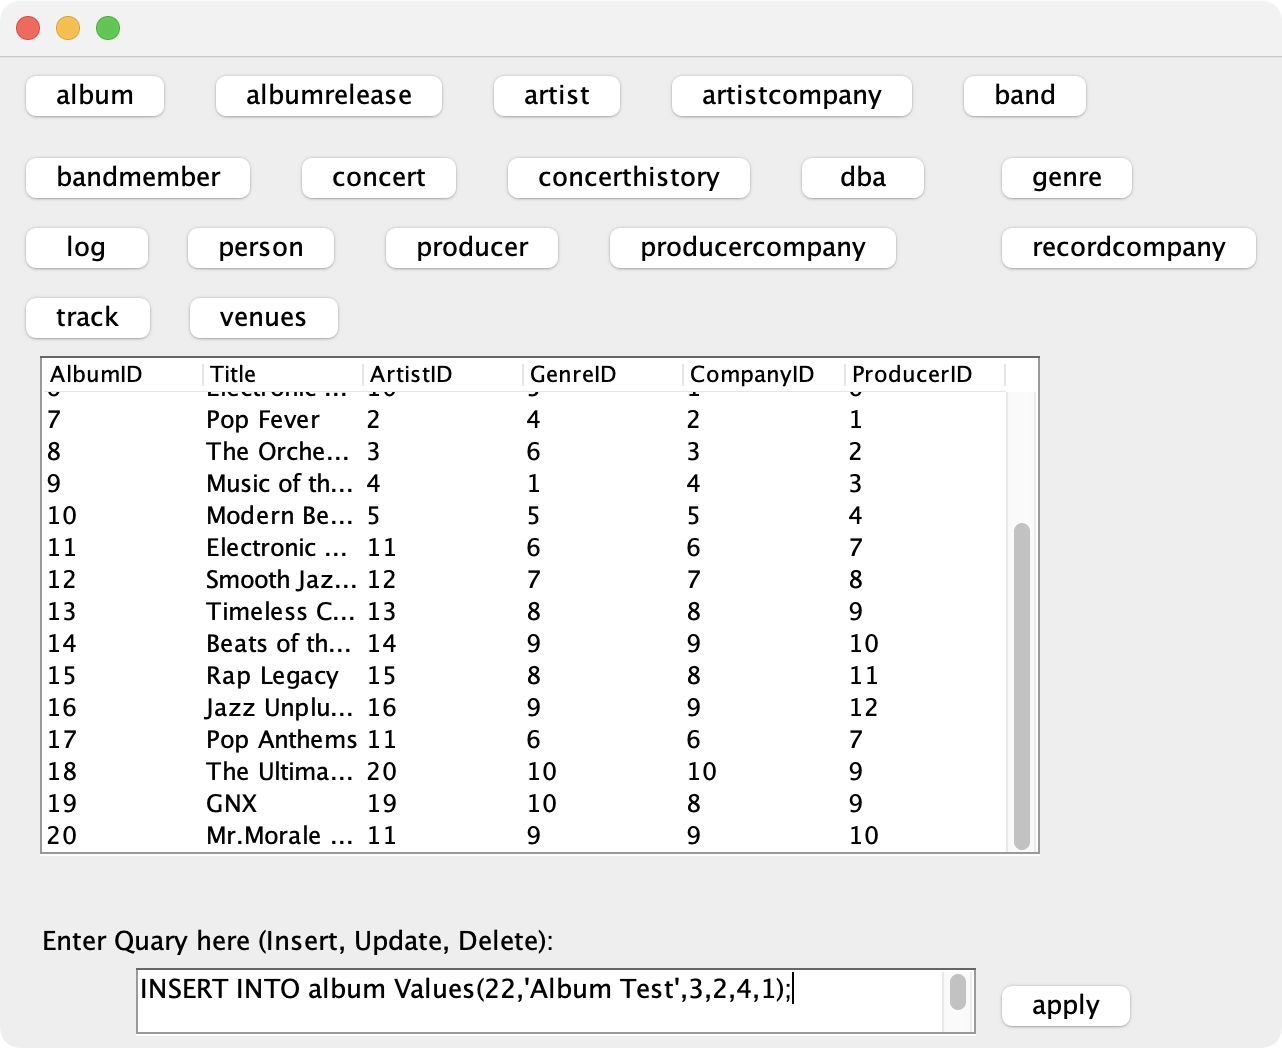 album albumrelease artist artistcompany band
bandmember concert concerthistory dba genre
log person producer producercompany recordcompany
track venues
AlbumID Title ArtistID GenreID CompanyID ProducerID
7 Pop Fever 2 4 2 1
8 The Orche... 3 6 3 2
9 Music of th... 4 1 4 3
10 Modern Be... 5 5 5 4
11 Electronic ... 11 6 6 7
12 Smooth Jaz... 12 7 7 8
13 Timeless C... 13 8 8 9
14 Beats of th... 14 9 9 10
15 Rap Legacy 15 8 8 11
16 Jazz Unplu... 16 9 9 12
17 Pop Anthems 11 6 6 7
18 The Ultima... 20 10 10 9
19 GNX 19 10 8 9
20 Mr.Morale ... 11 9 9 10
Enter Quary here (Insert, Update, Delete):
INSERT INTO album Values(22,'Album Test',3,2,4,1);
apply